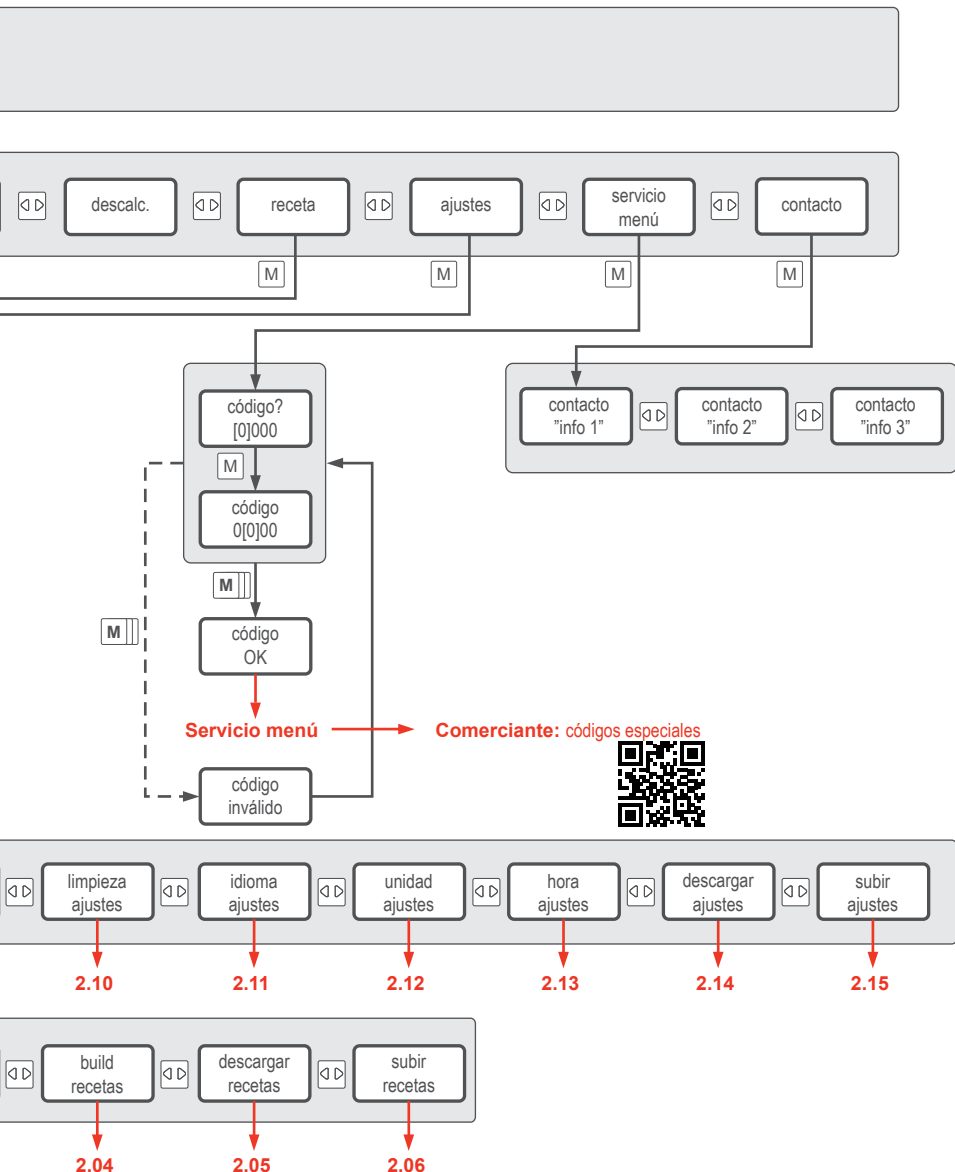 descalc.
receta
ajustes
servicio
menú
contacto
M
M
M
M
código?
[0]000
contacto
"info 1"
contacto
"info 2"
contacto
"info 3"
M
código
0[0]00
M
M
código
OK
Servicio menú
Comerciante: códigos especiales
código
inválido
limpieza
ajustes
idioma
ajustes
unidad
ajustes
hora
ajustes
descargar
ajustes
subir
ajustes
2.10
2.11
2.12
2.13
2.14
2.15
build
recetas
descargar
recetas
subir
recetas
2.04
2.05
2.06